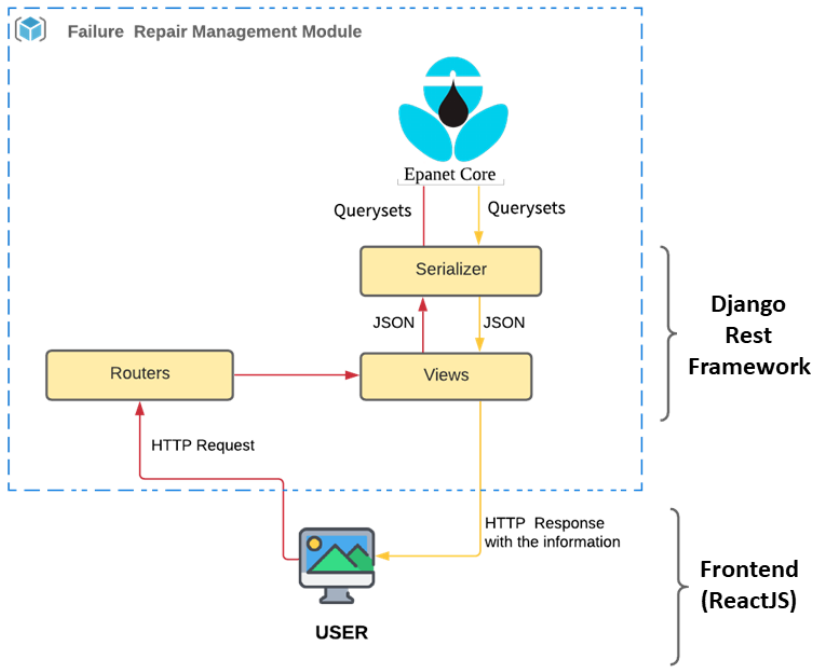 Failure Repair Management Module
Epanet Core
Querysets
Querysets
Serializer
JSON
JSON
Routers
Views
HTTP Request
HTTP Response
with the information
USER
Django
Rest
Framework
Frontend
(ReactJS)